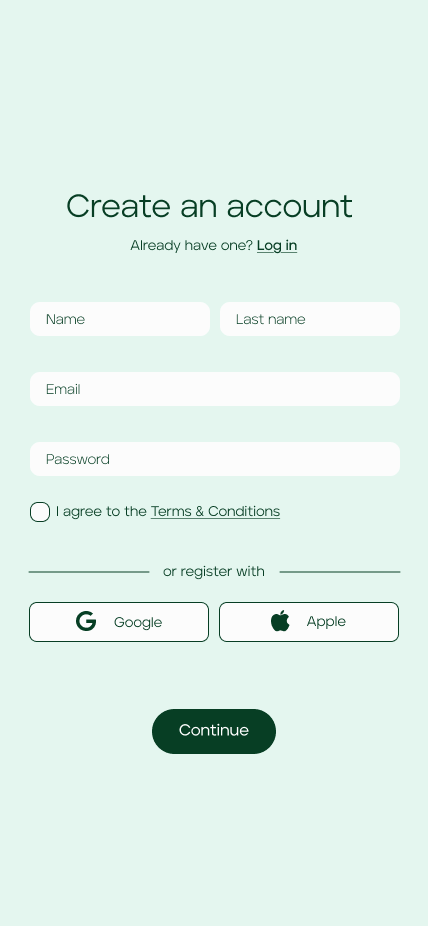 Create an account
Already have one? Log in
Name Last name
Email
Password
I agree to the Terms & Conditions
or register with
Google Apple
Continue